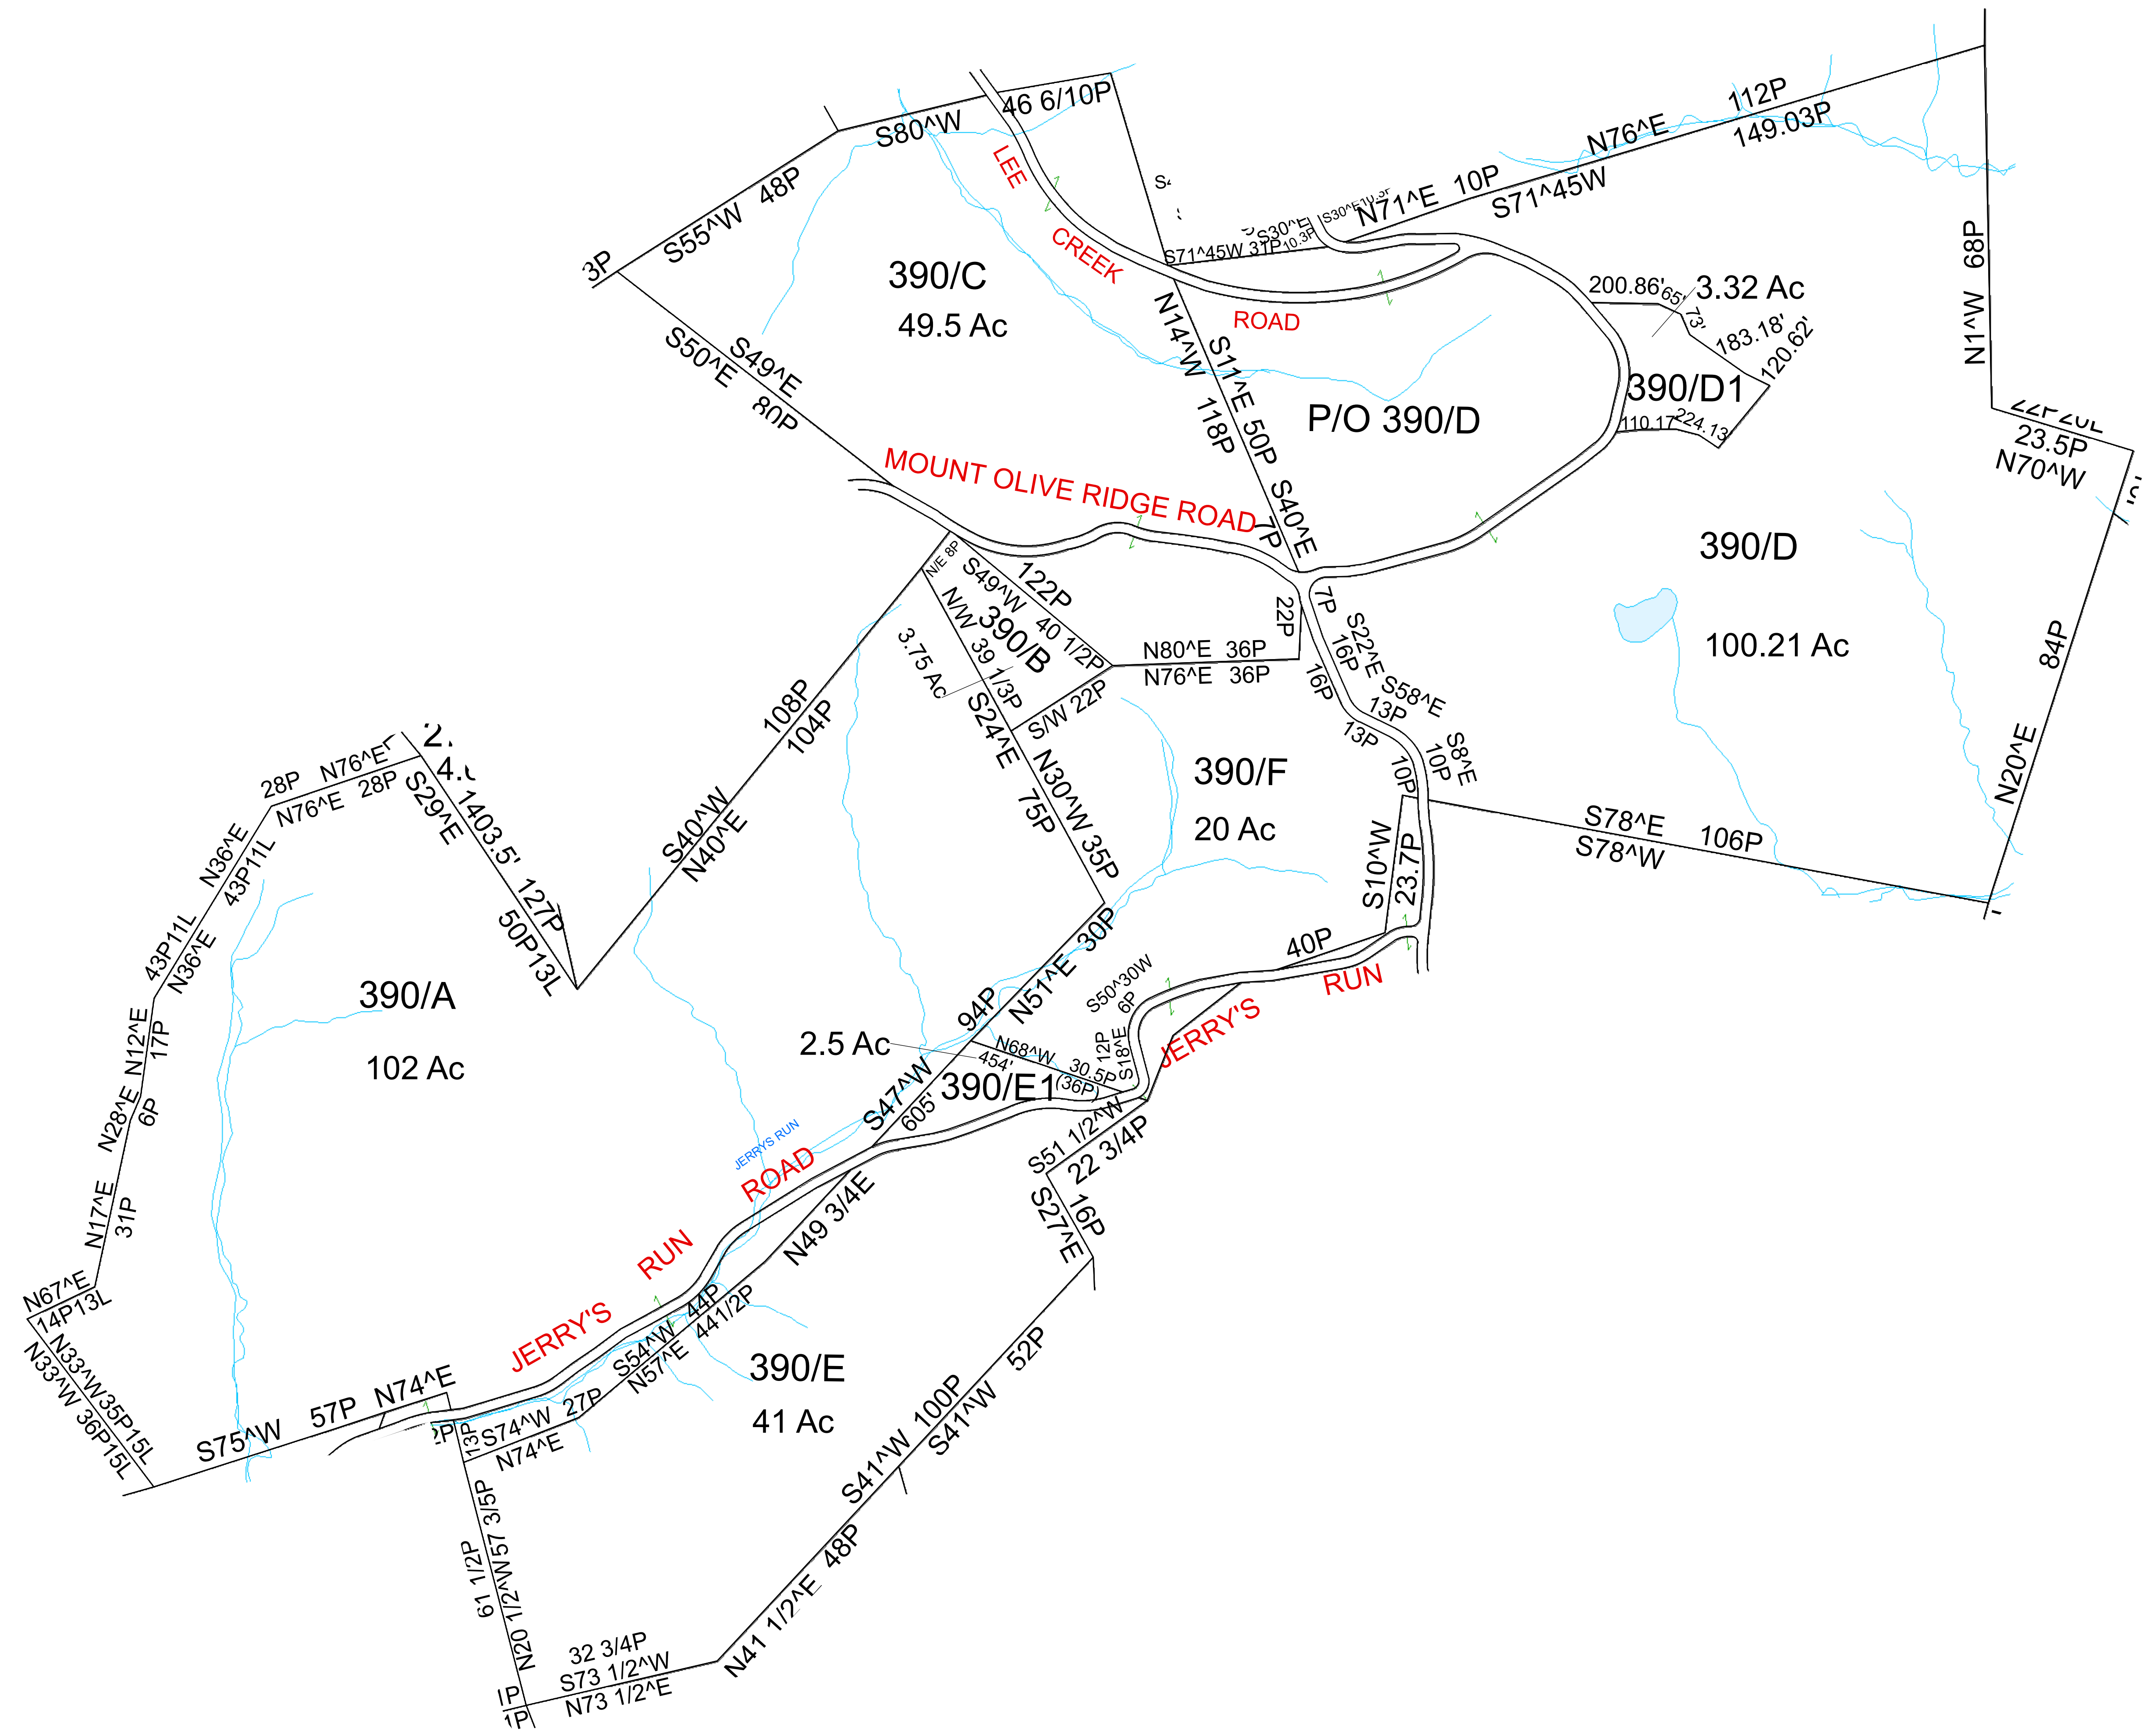 46 6/10P
S80^W
LEE
48P
S55^W
3P
CREEK
390/C
49.5 Ac
S71^45W 31P
10.3P
S30^E
S30^E10.3P
N71^E 10P
S71^45W
N76^E
112P
149.03P
ROAD
N14^W 118P
S11^E 50P
S40^E
7P
P/O 390/D
200.86'
65'
73'
183.18'
120.62'
3.32 Ac
390/D1
110.17
224.13
N1^W 68P
23.5P
N70^W
S49^E
S50^E
80P
MOUNT OLIVE RIDGE ROAD
390/D
100.21 Ac
84P
N20^E
N/E 8P
S49^W 40 1/2P
122P
390/B
N/W 39 1/3P
3.75 Ac
S/W 22P
22P
N80^E 36P
N76^E 36P
7P
S22^E
16P
16P
S58^E
13P
13P
S8^E
10P
10P
S24^E
75P
N30^W 35P
390/F
20 Ac
S78^E 106P
S78^W
108P
104P
S40^W
N40^E
28P N76^E
N76^E 28P
S29^E
1403.5' 127P
50P13L
N36^E
43P11L
43P11L
N36^E
390/A
102 Ac
N12^E
17P
N28^E
6P
N17^E
31P
N67^E
14P13L
N33^W 35P15L
N33^W 36P15L
S75^W 57P N74^E
S10^W
23.7P
40P
RUN
JERRY'S
S50^30W
6P
12P
S18^E
94P
N51^E 30P
2.5 Ac
N68^W 30.5P
454' (36P)
390/E1
S47^W
605'
JERRYS RUN
ROAD
RUN
JERRY'S
S51 1/2^W
22 3/4P
S27^E
16P
N49 3/4E
44P
S54^W
441/2P
N57^E
390/E
41 Ac
13P
S74^W 27P
N74^E
52P
S41^W 100P
S41^W
N41 1/2^E 48P
61 1/2P
N20 1/2^W57 3/5P
32 3/4P
S73 1/2^W
N73 1/2^E
1P